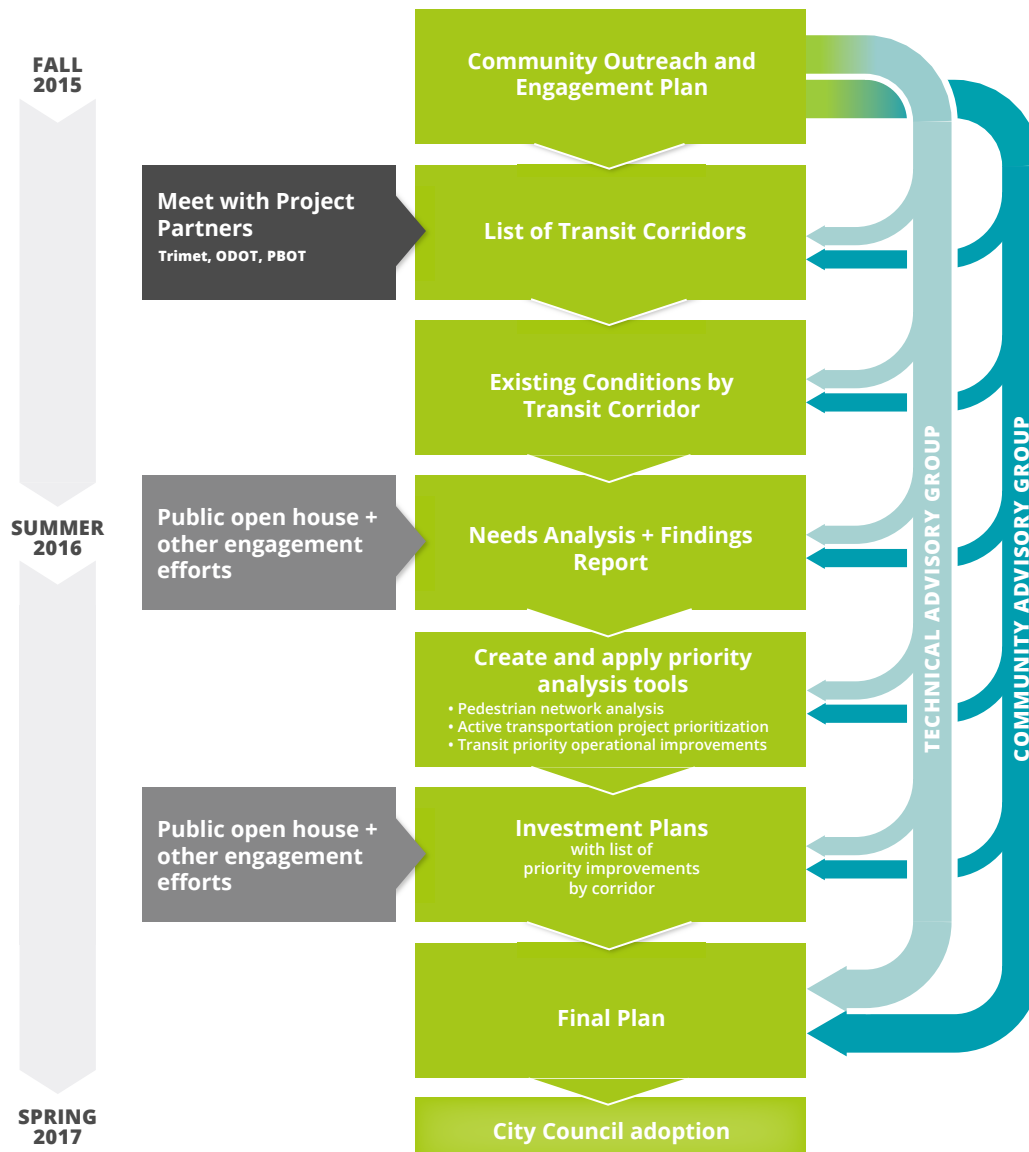 FALL
2015
Community Outreach and
Engagement Plan
Meet with Project
Partners
Trimet, ODOT, PBOT
List of Transit Corridors
Existing Conditions by
Transit Corridor
SUMMER
2016
Public open house +
other engagement
efforts
Needs Analysis + Findings
Report
Create and apply priority
analysis tools
• Pedestrian network analysis
• Active transportation project prioritization
• Transit priority operational improvements
Public open house +
other engagement
efforts
Investment Plans
with list of
priority improvements
by corridor
Final Plan
SPRING
2017
City Council adoption
TECHNICAL ADVISORY GROUP
COMMUNITY ADVISORY GROUP